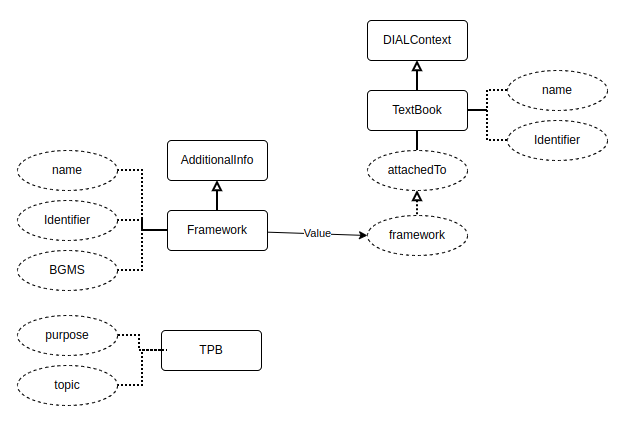 DIALContext
TextBook
name
Identifier
AdditionalInfo
attachedTo
name
Identifier
BGMS
Framework
Value
framework
purpose
topic
TPB